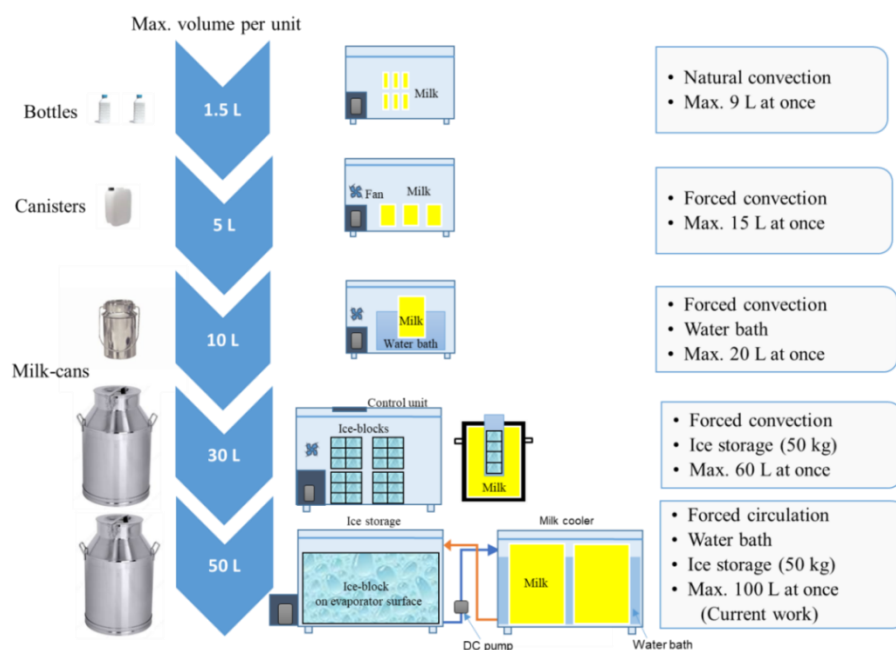 Max. volume per unit
Bottles
1.5 L
Milk
• Natural convection
• Max. 9 L at once
Canisters
5 L
Fan
Milk
• Forced convection
• Max. 15 L at once
10 L
Milk
Water bath
• Forced convection
• Water bath
• Max. 20 L at once
Milk-cans
30 L
Control unit
Ice-blocks
Milk
• Forced convection
• Ice storage (50 kg)
• Max. 60 L at once
50 L
Ice storage
Milk cooler
Ice-block
on evaporator surface
Milk
DC pump
Water bath
• Forced circulation
• Water bath
• Ice storage (50 kg)
• Max. 100 L at once
(Current work)